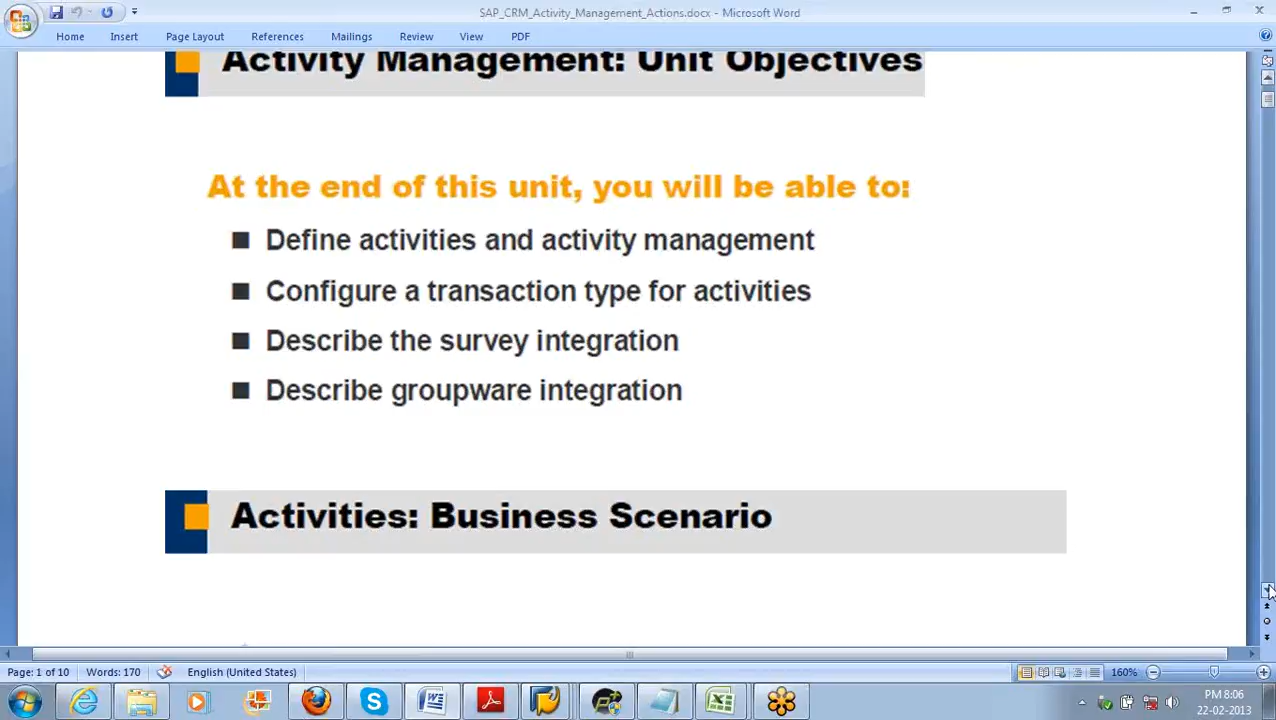 SAP_CRM_Activity_Management_Actions.docx - Microsoft Word
Home Insert Page Layout References Mailings Review View PDF
Activity Management: Unit Objectives
At the end of this unit, you will be able to:
Define activities and activity management
Configure a transaction type for activities
Describe the survey integration
Describe groupware integration
Activities: Business Scenario
Page: 1 of 10 Words: 170 English (United States) 160%
PM 8:06
22-02-2013